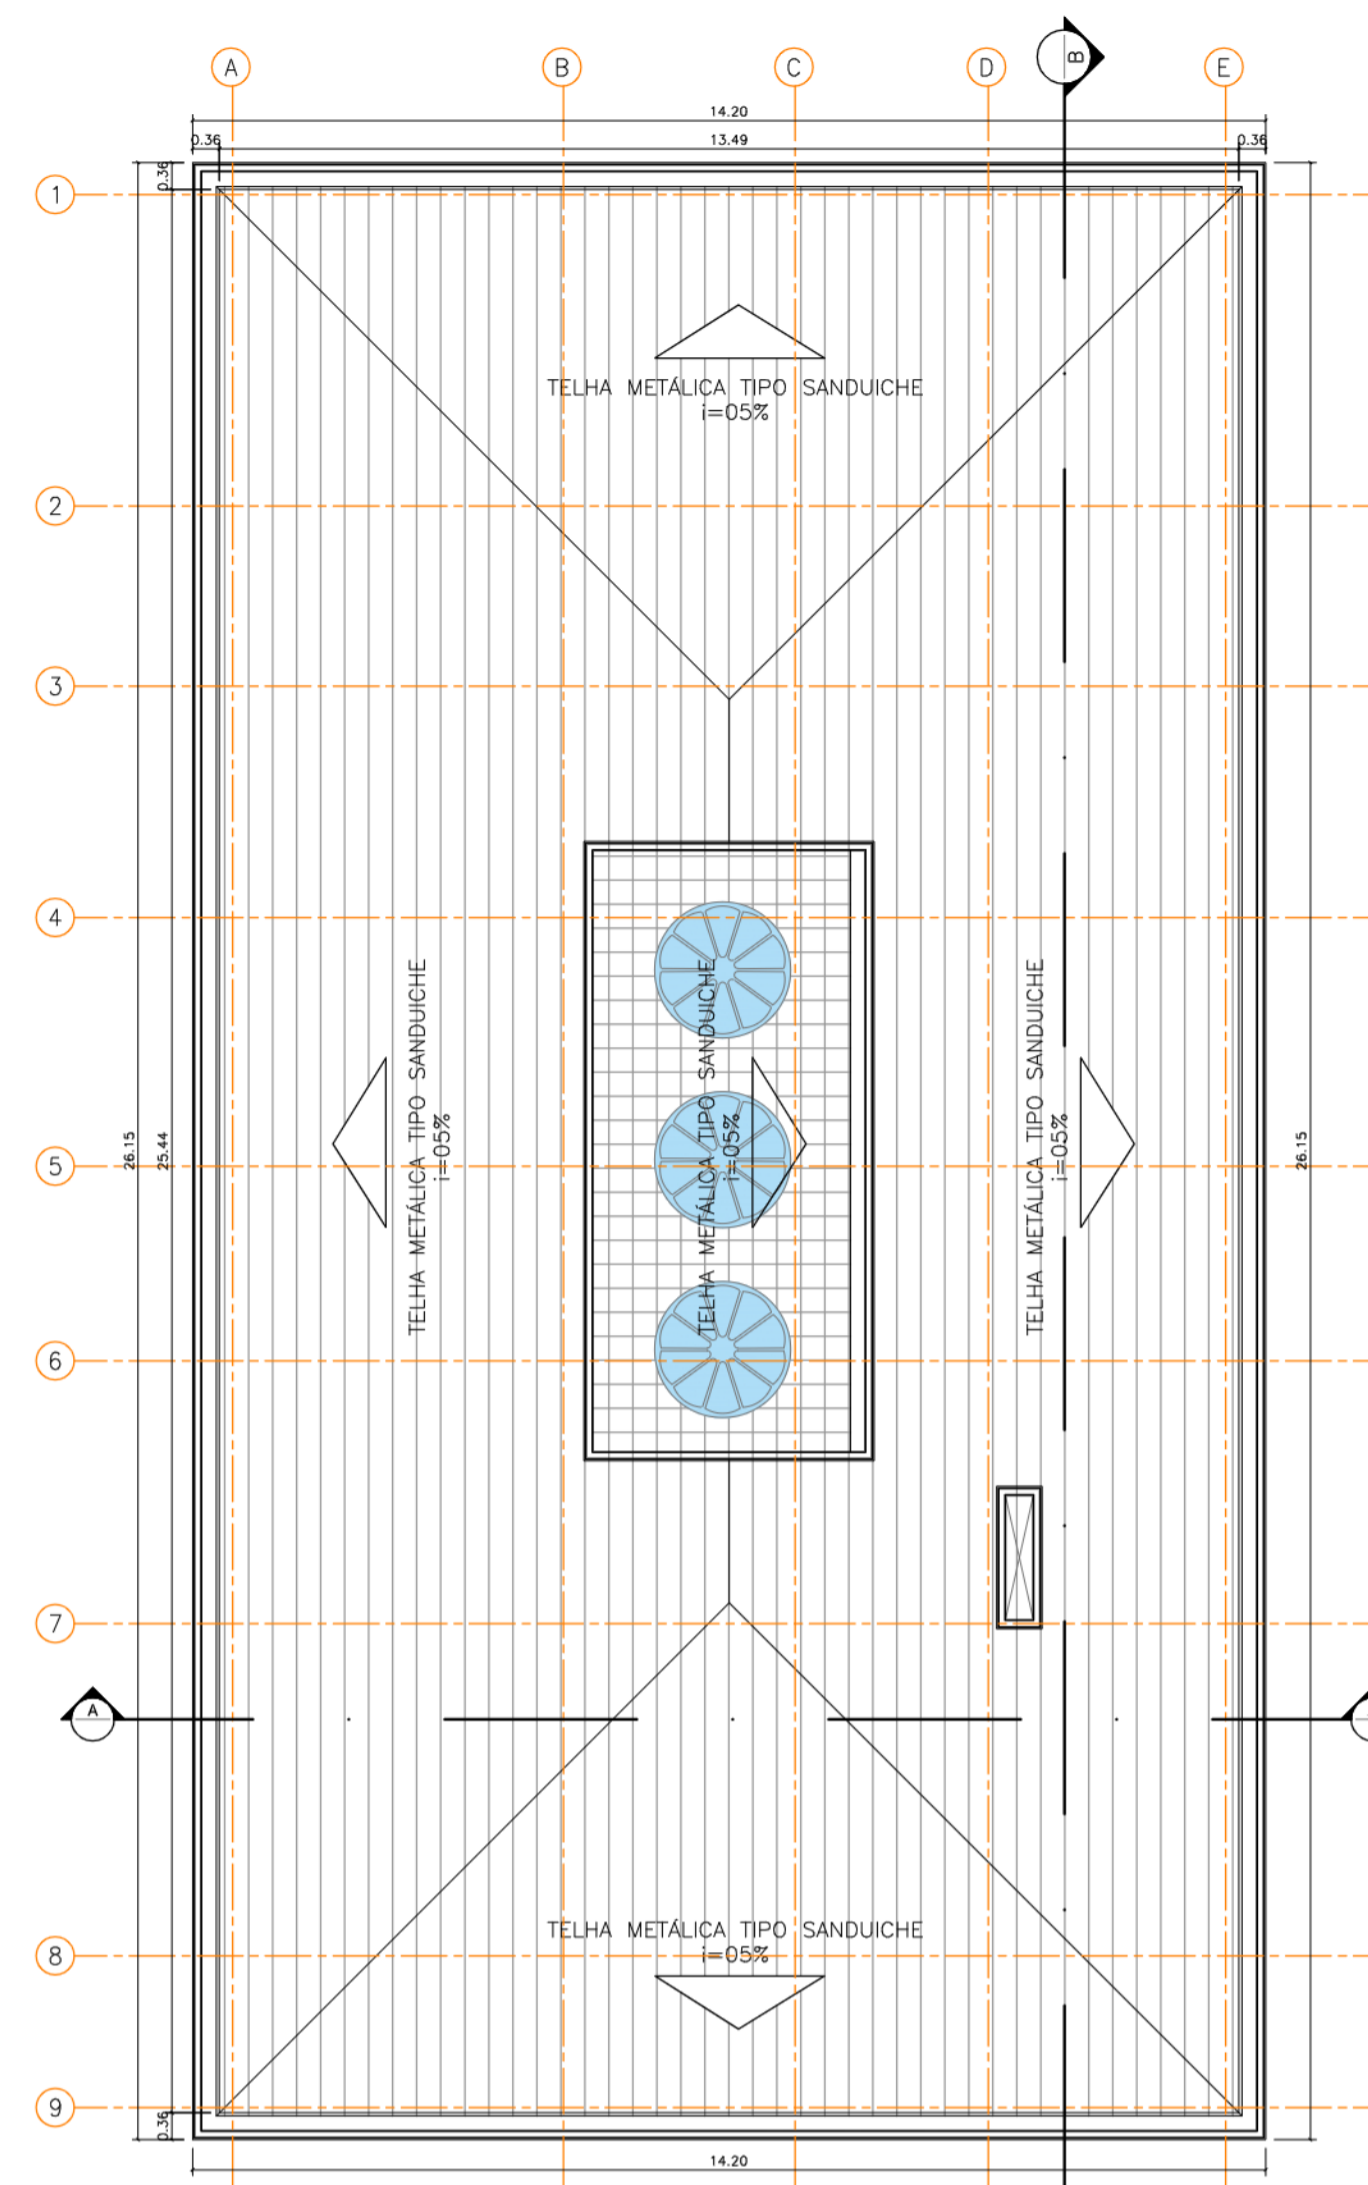 A
B
C
D
B
E
14.20
0.36
13.49
0.36
0.36
1
TELHA METÁLICA TIPO SANDUICHE
i=05%
2
3
4
TELHA METÁLICA TIPO SANDUICHE
i=05%
TELHA METÁLICA TIPO SANDUICHE
i=05%
TELHA METÁLICA TIPO SANDUICHE
i=05%
26.15
25.44
26.15
5
6
7
A
TELHA METÁLICA TIPO SANDUICHE
i=05%
8
9
0.36
14.20